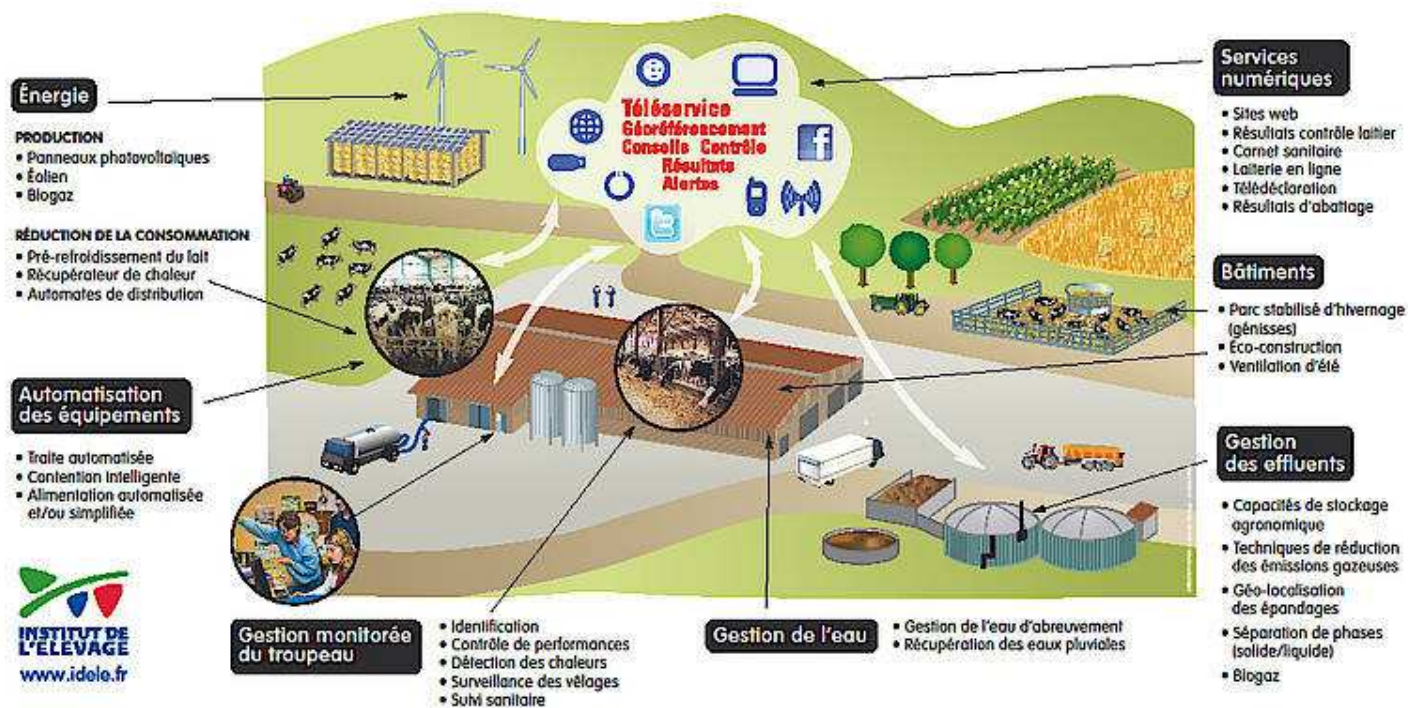 Énergie
PRODUCTION
• Panneaux photovoltaïques
• Éolien
• Biogaz
RÉDUCTION DE LA CONSOMMATION
• Pré-refroidissement du lait
• Récupérateur de chaleur
• Automates de distribution
Automatisation
des équipements
• Traite automatisée
• Contention intelligente
• Alimentation automatisée
et/ou simplifiée
INSTITUT DE
L'ELEVAGE
www.idele.fr
Téléservice
Géoréférencement
Conseils Contrôle
Résultats
Alertes
Gestion monitorée
du troupeau
• Identification
• Contrôle de performances
• Détection des chaleurs
• Surveillance des vêlages
• Suivi sanitaire
Gestion de l'eau
• Gestion de l'eau d'abreuvement
• Récupération des eaux pluviales
Services
numériques
• Sites web
• Résultats contrôle laitier
• Carnet sanitaire
• Laiterie en ligne
• Télédéclaration
• Résultats d'abattage
Bâtiments
• Parc stabilisé d'hivernage
(génisses)
• Éco-construction
• Ventilation d'été
Gestion
des effluents
• Capacités de stockage
agronomique
• Techniques de réduction
des émissions gazeuses
• Géo-localisation
des épandages
• Séparation de phases
(solide/liquide)
• Biogaz